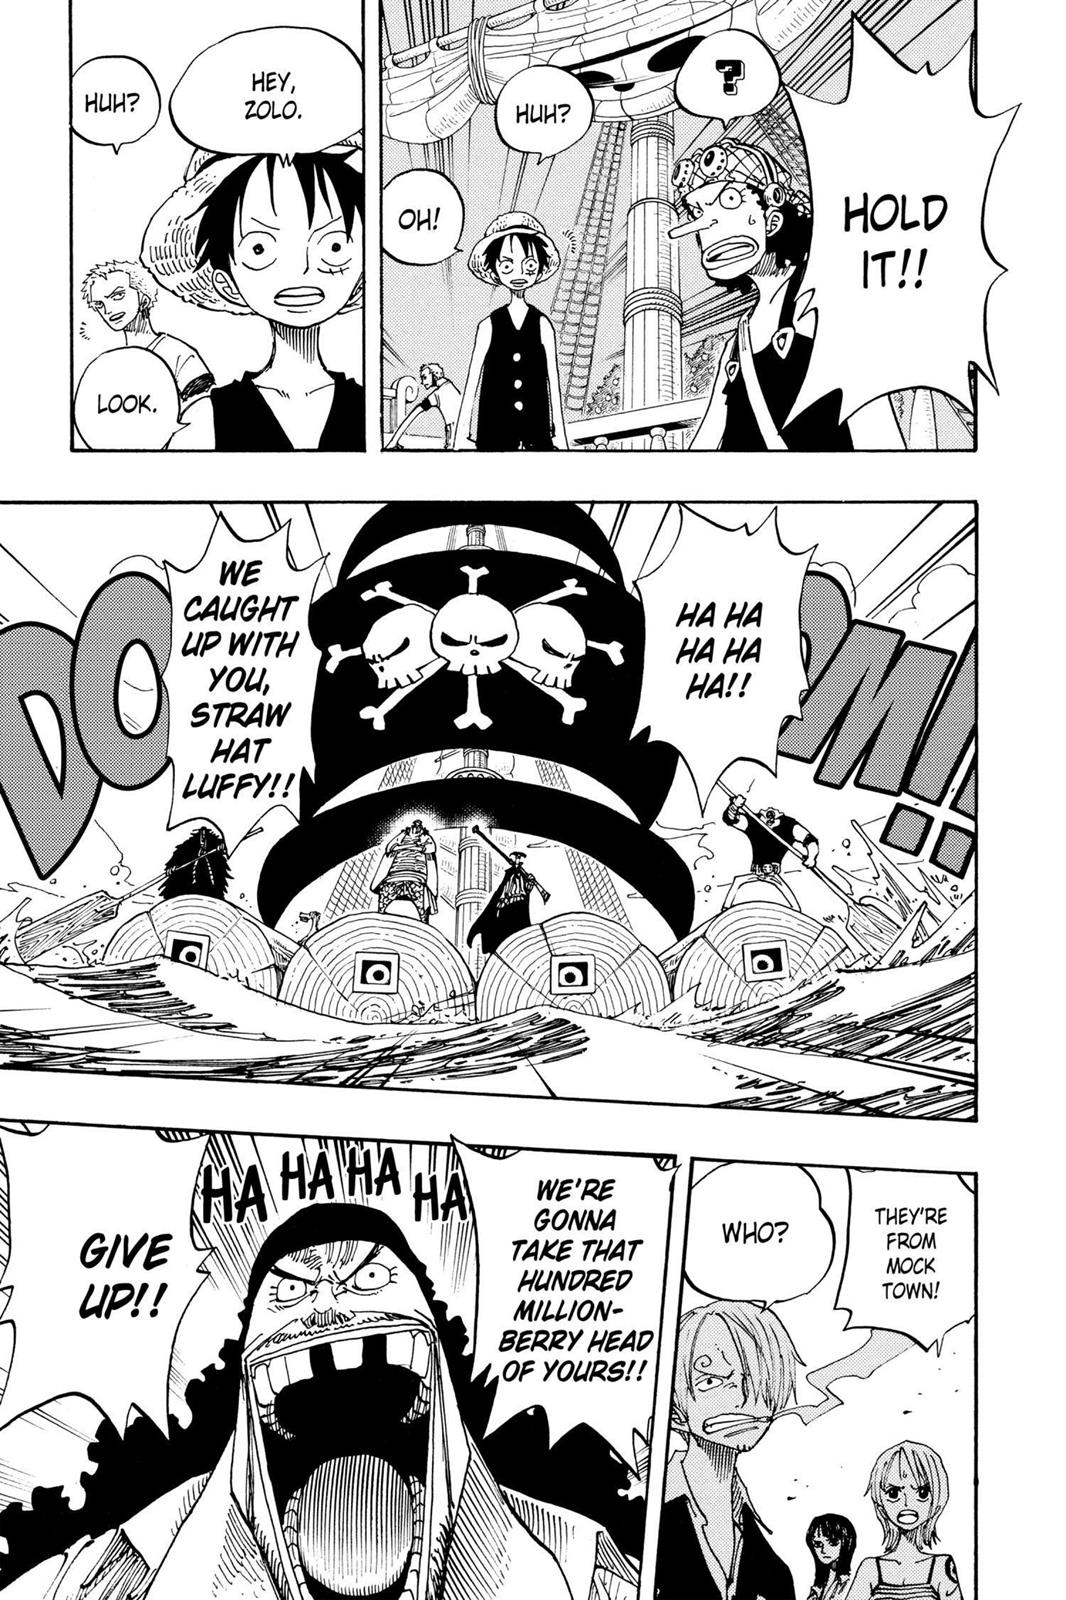 HOLD
IT!!
?
HUH?
OH!
HEY,
ZOLO.
HUH?
LOOK.
HA HA
HA HA
HA!!
DOOM!!
WE
CAUGHT
UP WITH
YOU,
STRAW
HAT
LUFFY!!
THEY'RE
FROM
MOCK
TOWN!
WHO?
WE'RE
GONNA
TAKE THAT
HUNDRED
MILLION-
BERRY HEAD
OF YOURS!!
HA HA HA HA
GIVE
UP!!